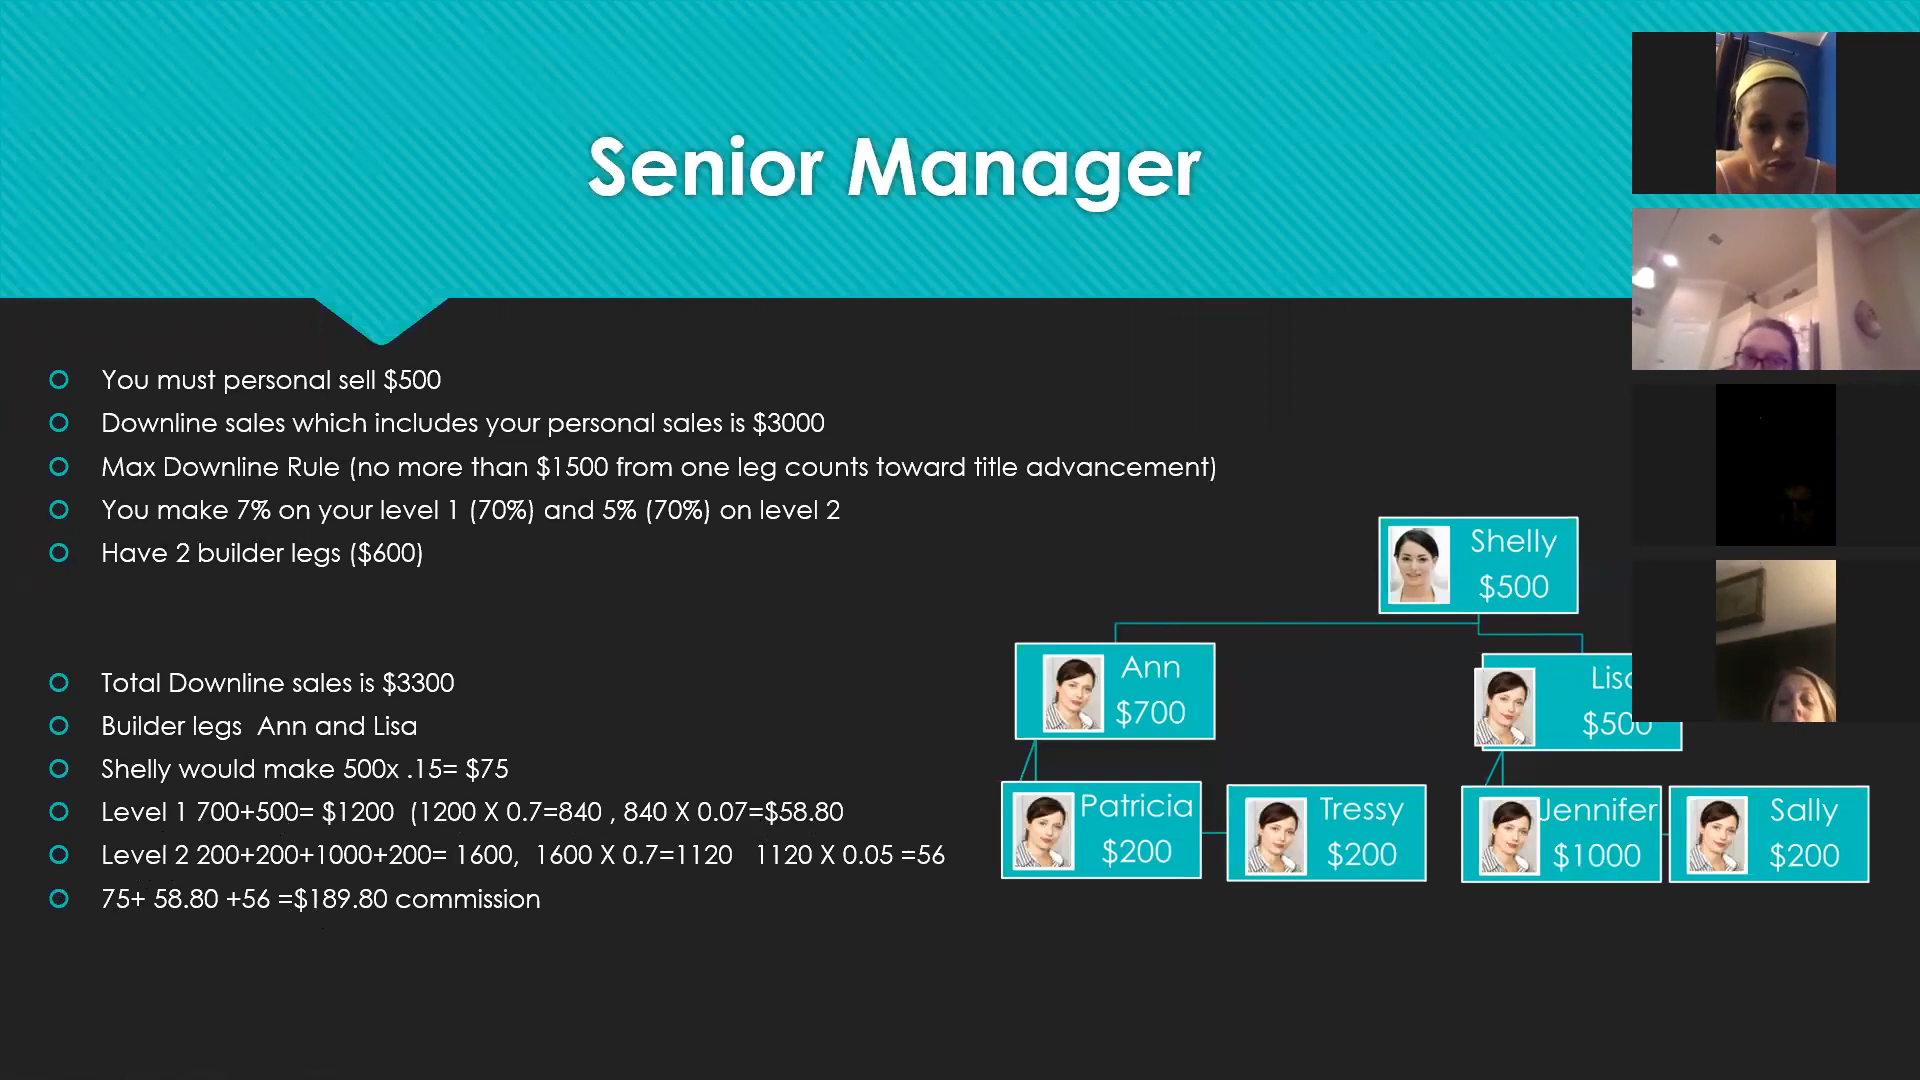 Senior Manager
You must personal sell $500
Downline sales which includes your personal sales is $3000
Max Downline Rule (no more than $1500 from one leg counts toward title advancement)
You make 7% on your level 1 (70%) and 5% (70%) on level 2
Have 2 builder legs ($600)
Total Downline sales is $3300
Builder legs  Ann and Lisa
Shelly would make 500x .15= $75
Level 1 700+500= $1200  (1200 X 0.7=840 , 840 X 0.07=$58.80
Level 2 200+200+1000+200= 1600,  1600 X 0.7=1120   1120 X 0.05 =56
75+ 58.80 +56 =$189.80 commission
Shelly
$500
Ann
$700
$500
Patricia
$200
Tressy
$200
Jennifer
$1000
Sally
$200